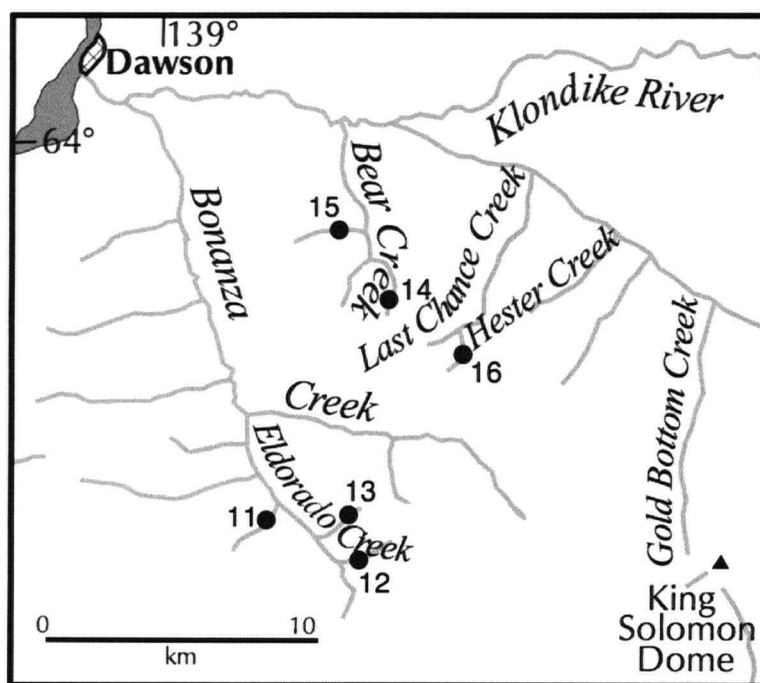 139°
Dawson
Klondike River
64°
Bear Creek
15
Bonanza
14
Last Chance Creek
Hester Creek
16
Gold Bottom Creek
Creek
Eldorado Creek
13
11
12
King
Solomon
Dome
0 10
km